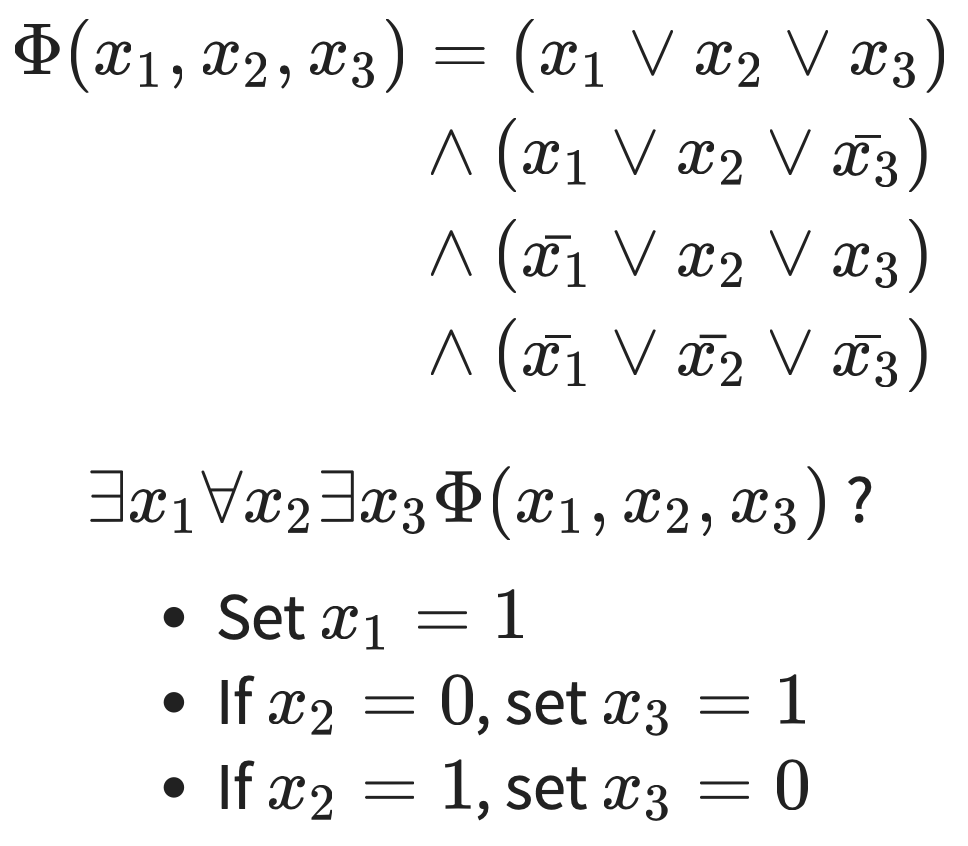 Φ(x₁, x₂, x₃) = (x₁ ∨ x₂ ∨ x₃)
∧ (x₁ ∨ x₂ ∨ x̄₃)
∧ (x̄₁ ∨ x₂ ∨ x₃)
∧ (x̄₁ ∨ x̄₂ ∨ x̄₃)
∃x₁∀x₂∃x₃Φ(x₁, x₂, x₃) ?
• Set x₁ = 1
• If x₂ = 0, set x₃ = 1
• If x₂ = 1, set x₃ = 0